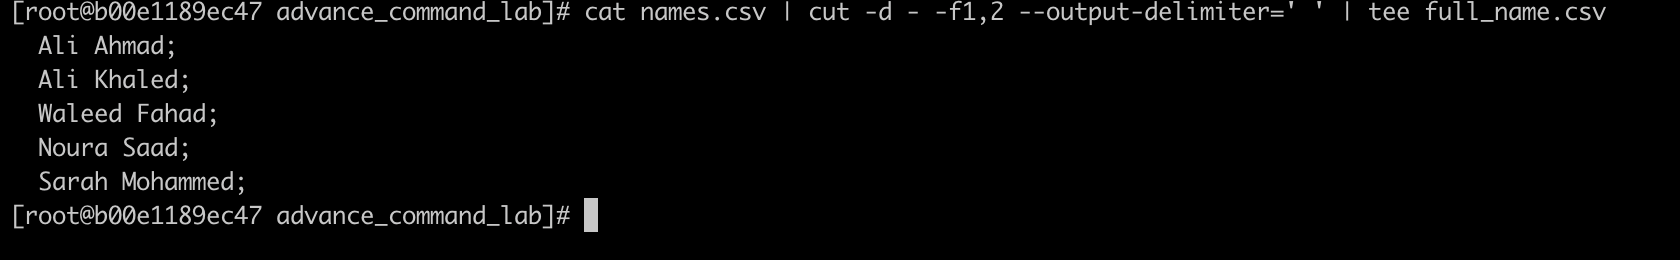 [root@b00e1189ec47 advance_command_lab]# cat names.csv | cut -d - -f1,2 --output-delimiter=' ' | tee full_name.csv
Ali Ahmad;
Ali Khaled;
Waleed Fahad;
Noura Saad;
Sarah Mohammed;
[root@b00e1189ec47 advance_command_lab]#